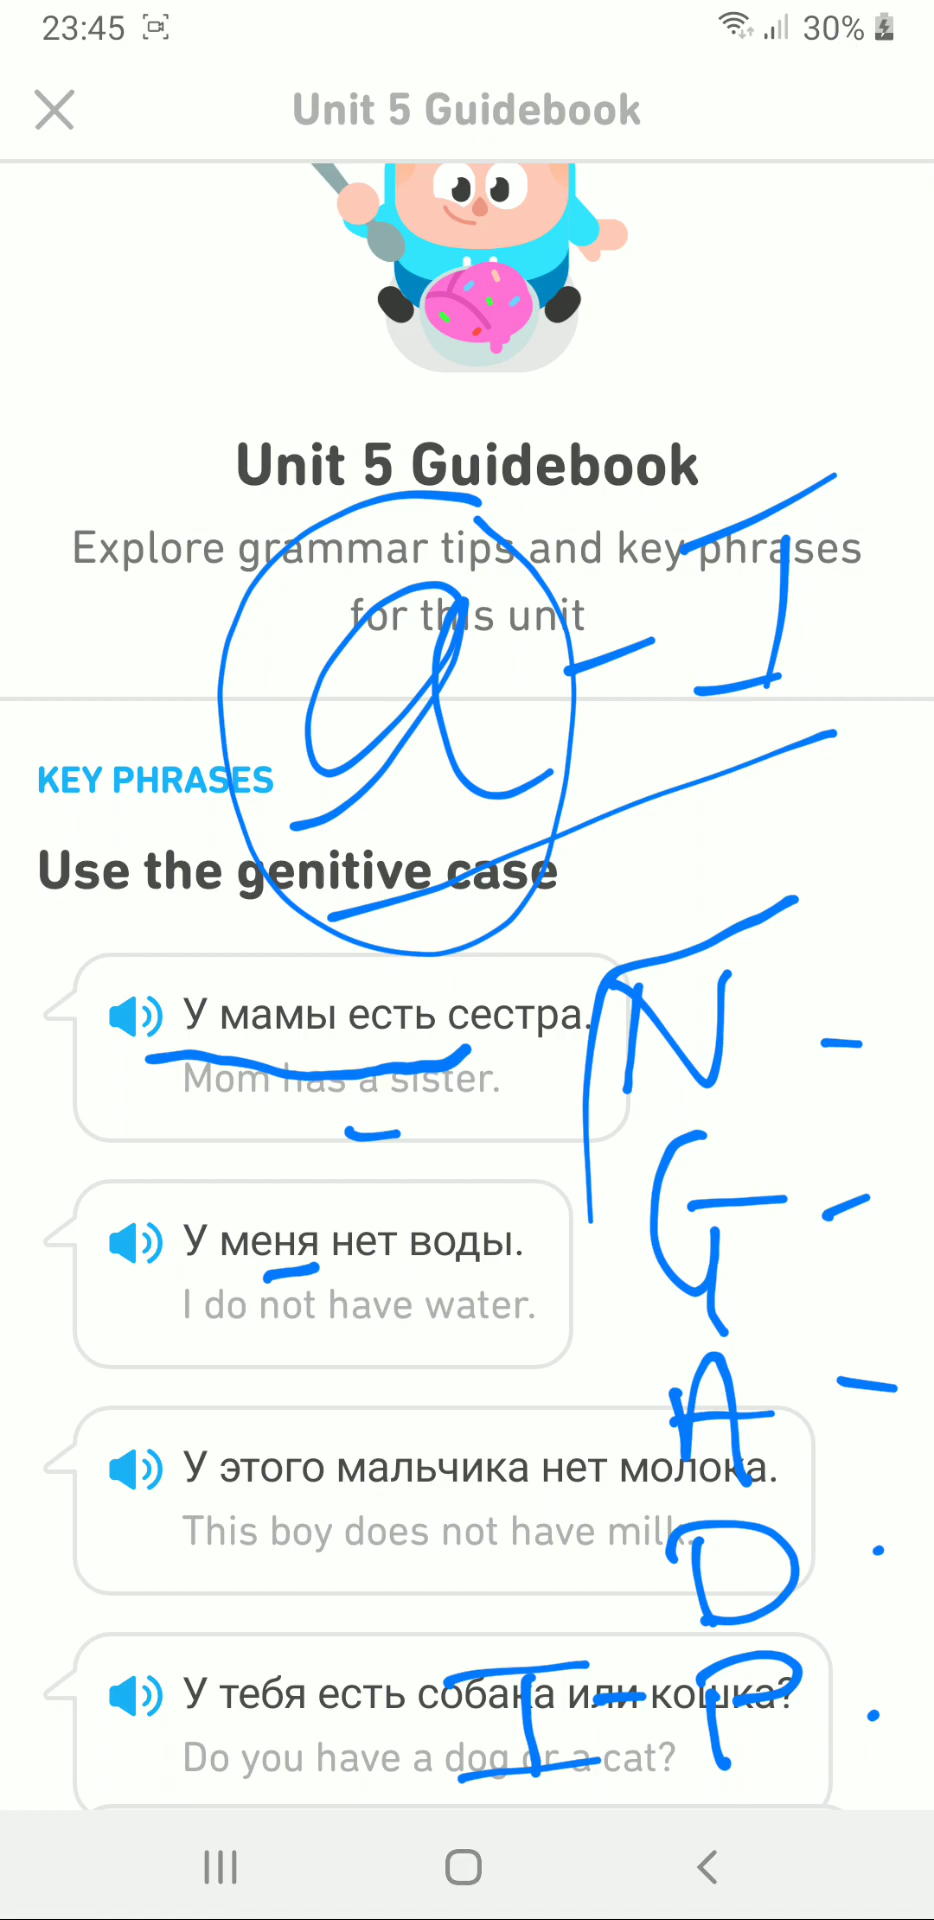 23:45 30%
Unit 5 Guidebook
Unit 5 Guidebook
Explore grammar tips and key phrases
for this unit
a - I
KEY PHRASES
Use the genitive case
У мамы есть сестра.
Mom has a sister.
N -
У меня нет воды.
I do not have water.
G -
A -
У этого мальчика нет молока.
This boy does not have milk.
D
У тебя есть собака или кошка?
Do you have a dog or a cat?
I - P